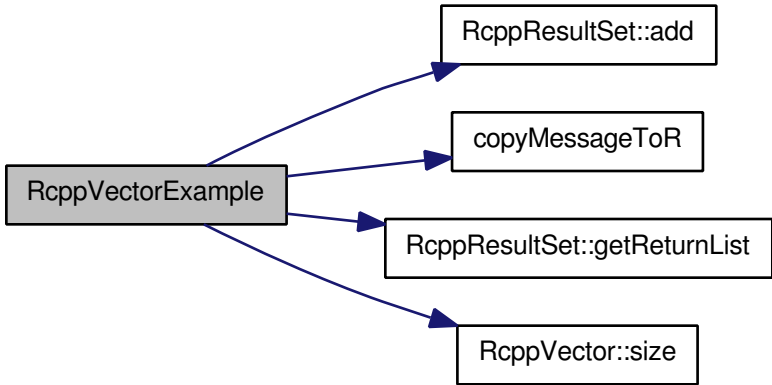 RcppResultSet::add
copyMessageToR
RcppVectorExample
RcppResultSet::getReturnList
RcppVector::size